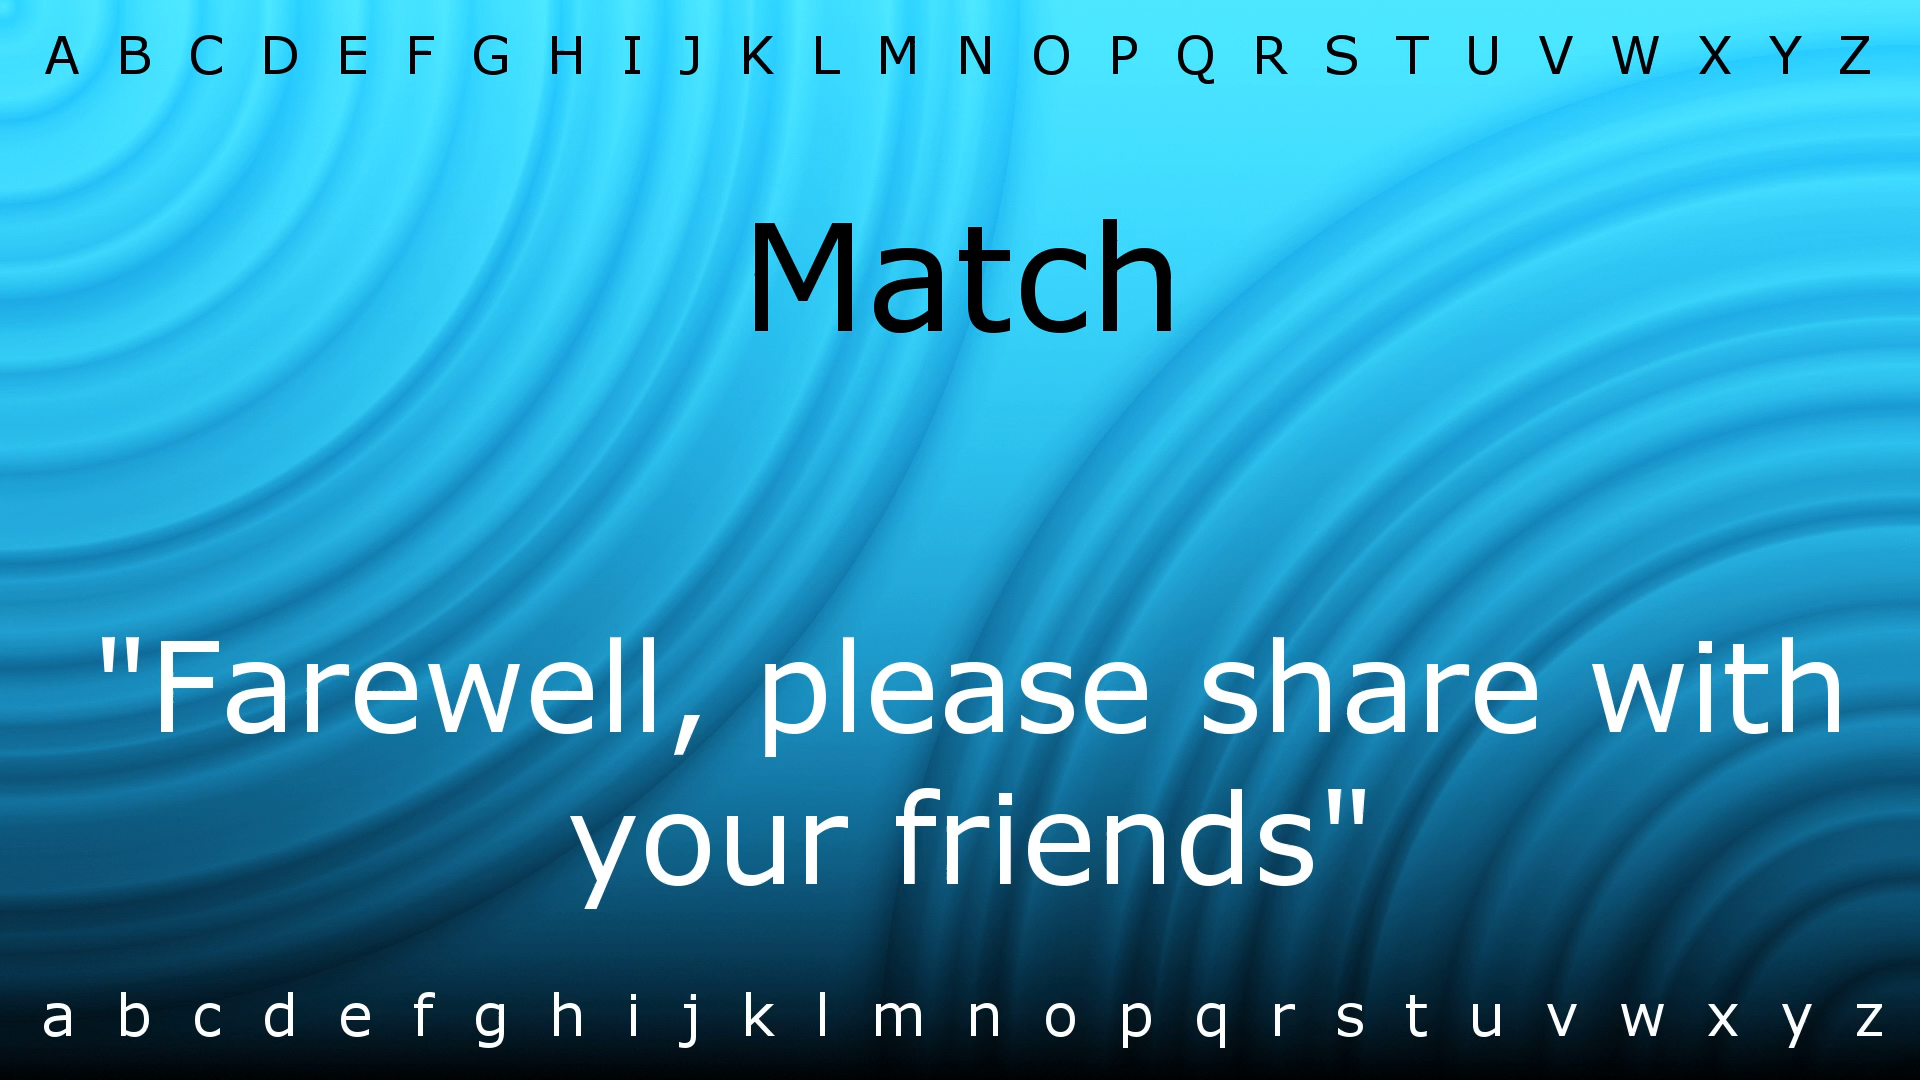 A B C D E F G H I J K L M N O P Q R S T U V W X Y Z
Match
"Farewell, please share with
your friends"
a b c d e f g h i j k l m n o p q r s t u v w x y z